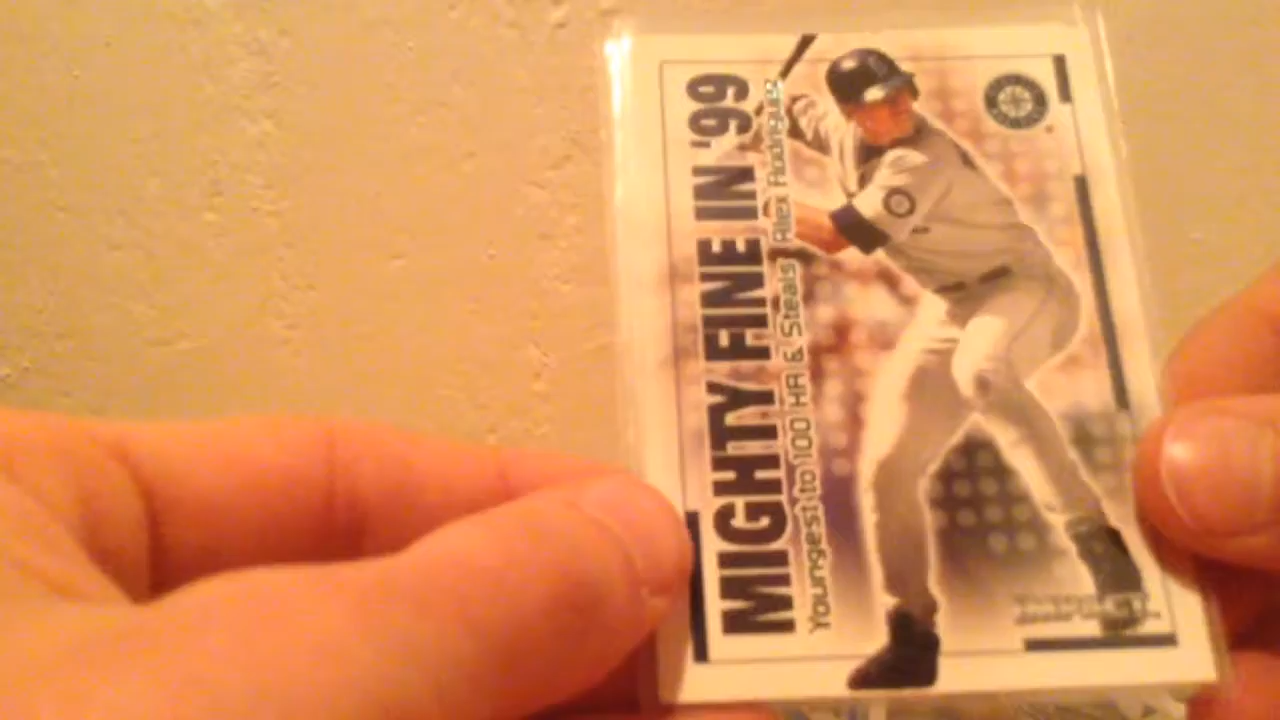 MIGHTY FINE IN '99
Youngest to 100 HR & Steals Alex Rodriguez
IMPACT